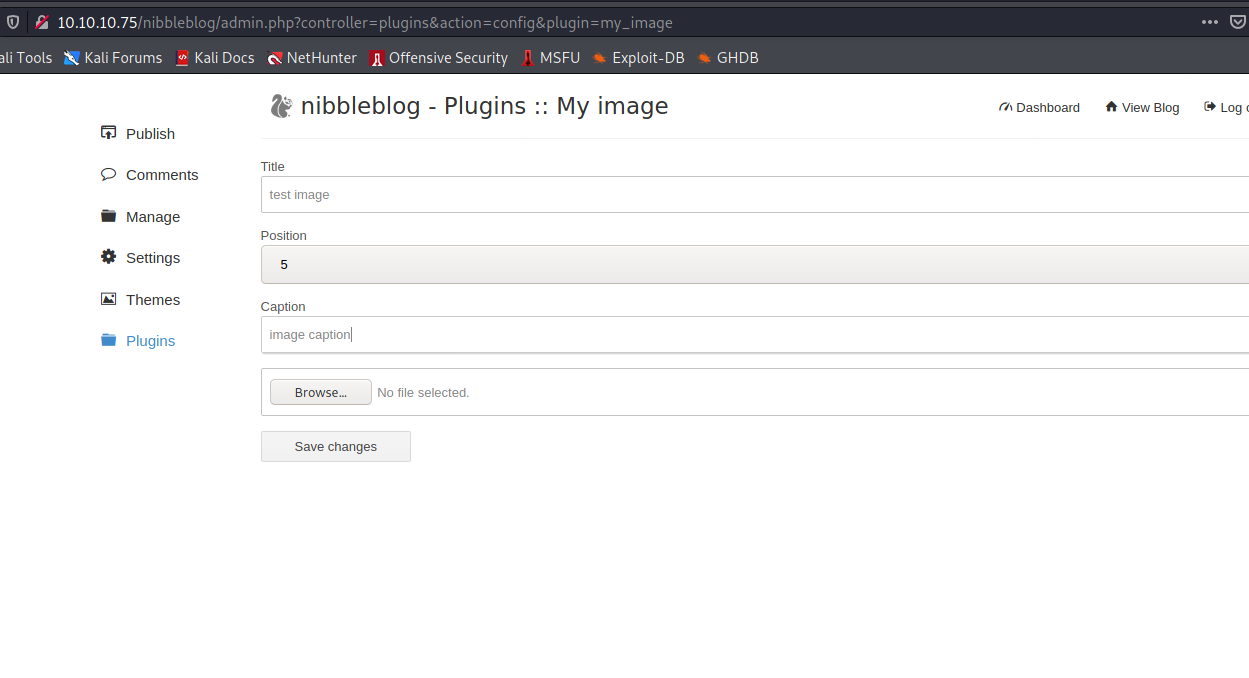 10.10.10.75/nibbleblog/admin.php?controller=plugins&action=config&plugin=my_image
ali Tools Kali Forums Kali Docs NetHunter Offensive Security MSFU Exploit-DB GHDB
nibbleblog - Plugins :: My image
Dashboard View Blog Log o
Publish
Comments
Manage
Settings
Themes
Plugins
Title
test image
Position
5
Caption
image caption
Browse... No file selected.
Save changes